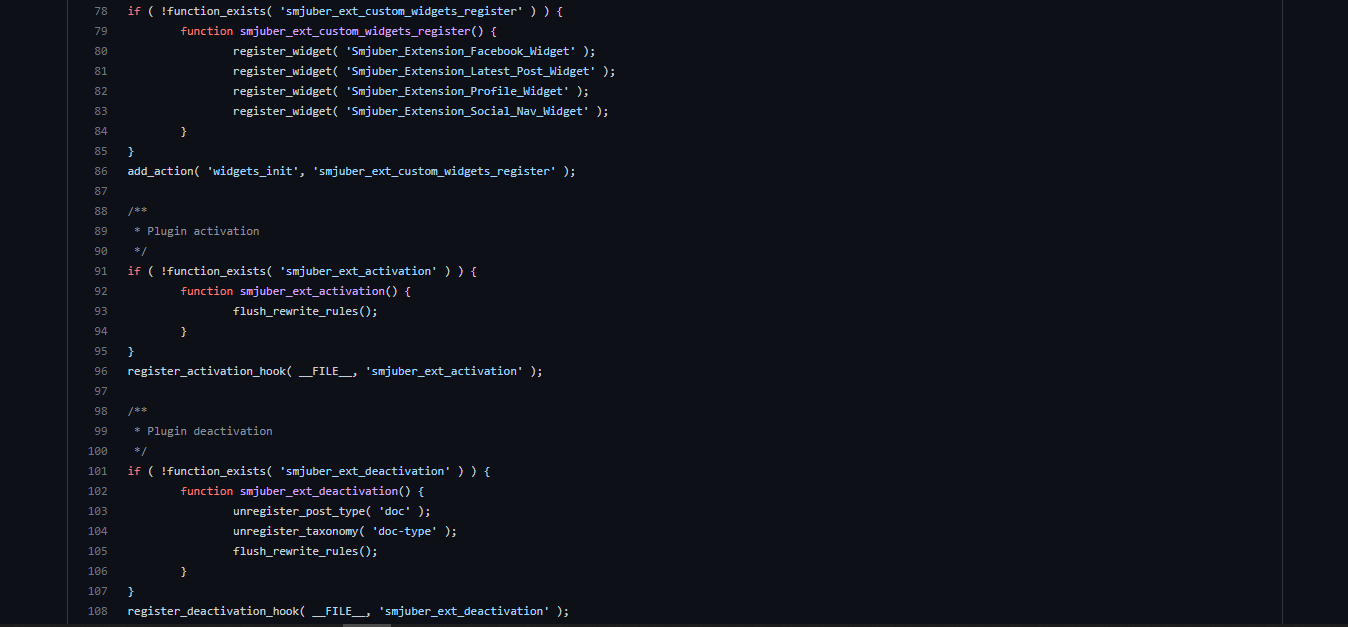 78 if ( !function_exists( 'smjuber_ext_custom_widgets_register' ) ) {
79 function smjuber_ext_custom_widgets_register() {
80 register_widget( 'Smjuber_Extension_Facebook_Widget' );
81 register_widget( 'Smjuber_Extension_Latest_Post_Widget' );
82 register_widget( 'Smjuber_Extension_Profile_Widget' );
83 register_widget( 'Smjuber_Extension_Social_Nav_Widget' );
84 }
85 }
86 add_action( 'widgets_init', 'smjuber_ext_custom_widgets_register' );
87
88 /**
89 * Plugin activation
90 */
91 if ( !function_exists( 'smjuber_ext_activation' ) ) {
92 function smjuber_ext_activation() {
93 flush_rewrite_rules();
94 }
95 }
96 register_activation_hook( __FILE__, 'smjuber_ext_activation' );
97
98 /**
99 * Plugin deactivation
100 */
101 if ( !function_exists( 'smjuber_ext_deactivation' ) ) {
102 function smjuber_ext_deactivation() {
103 unregister_post_type( 'doc' );
104 unregister_taxonomy( 'doc-type' );
105 flush_rewrite_rules();
106 }
107 }
108 register_deactivation_hook( __FILE__, 'smjuber_ext_deactivation' );